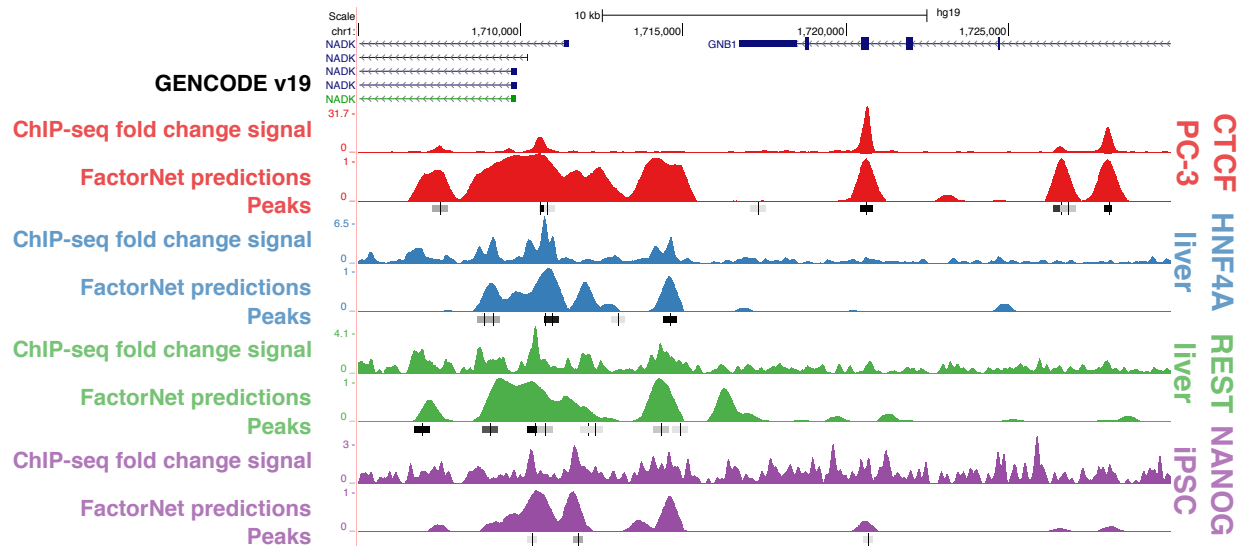 Scale 10 kb hg19
chr1: 1,710,000 1,715,000 1,720,000 1,725,000
NADK GNB1
NADK
NADK
GENCODE v19
NADK
NADK
31.7
ChIP-seq fold change signal
0
1
FactorNet predictions
0
Peaks
CTCF
PC-3
6.5
ChIP-seq fold change signal
0
1
FactorNet predictions
0
Peaks
HNF4A
liver
4.1
ChIP-seq fold change signal
0
1
FactorNet predictions
0
Peaks
REST
liver
3
ChIP-seq fold change signal
0
1
FactorNet predictions
0
Peaks
NANOG
iPSC